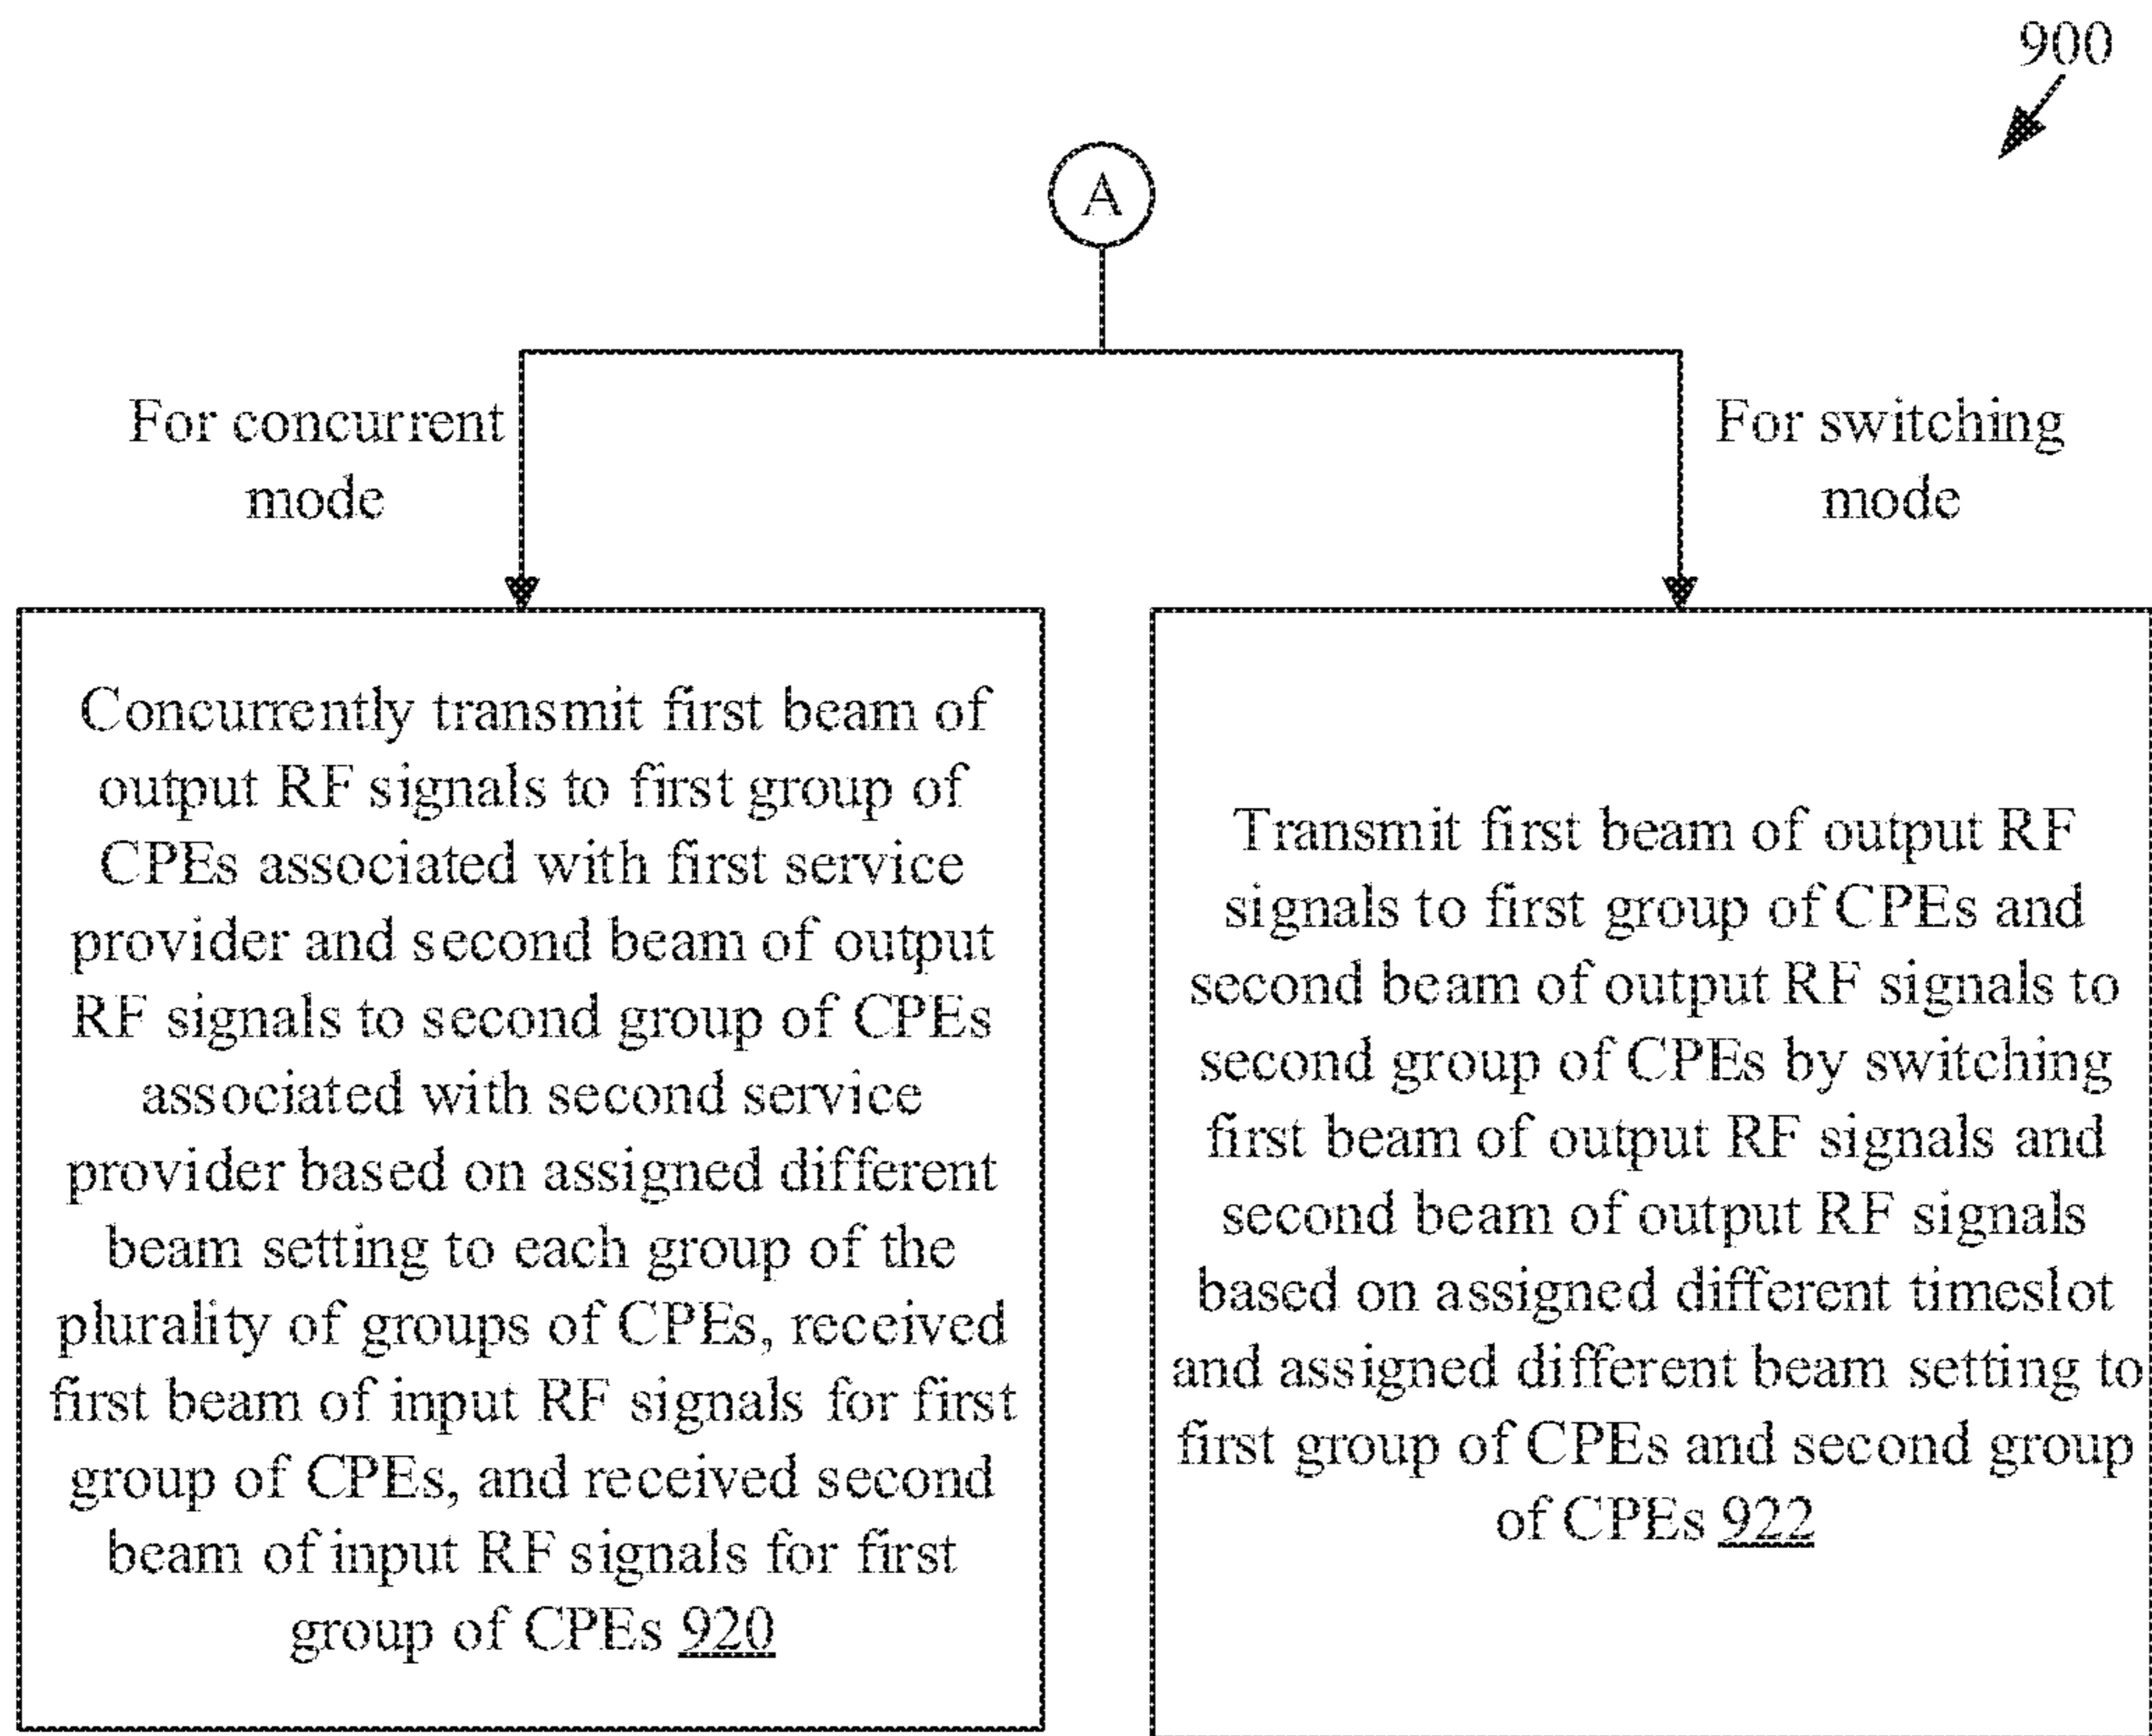 900
A
For concurrent
mode
For switching
mode
Concurrently transmit first beam of
output RF signals to first group of
CPEs associated with first service
provider and second beam of output
RF signals to second group of CPEs
associated with second service
provider based on assigned different
beam setting to each group of the
plurality of groups of CPEs, received
first beam of input RF signals for first
group of CPEs, and received second
beam of input RF signals for first
group of CPEs 920
Transmit first beam of output RF
signals to first group of CPEs and
second beam of output RF signals to
second group of CPEs by switching
first beam of output RF signals and
second beam of output RF signals
based on assigned different timeslot
and assigned different beam setting to
first group of CPEs and second group
of CPEs 922